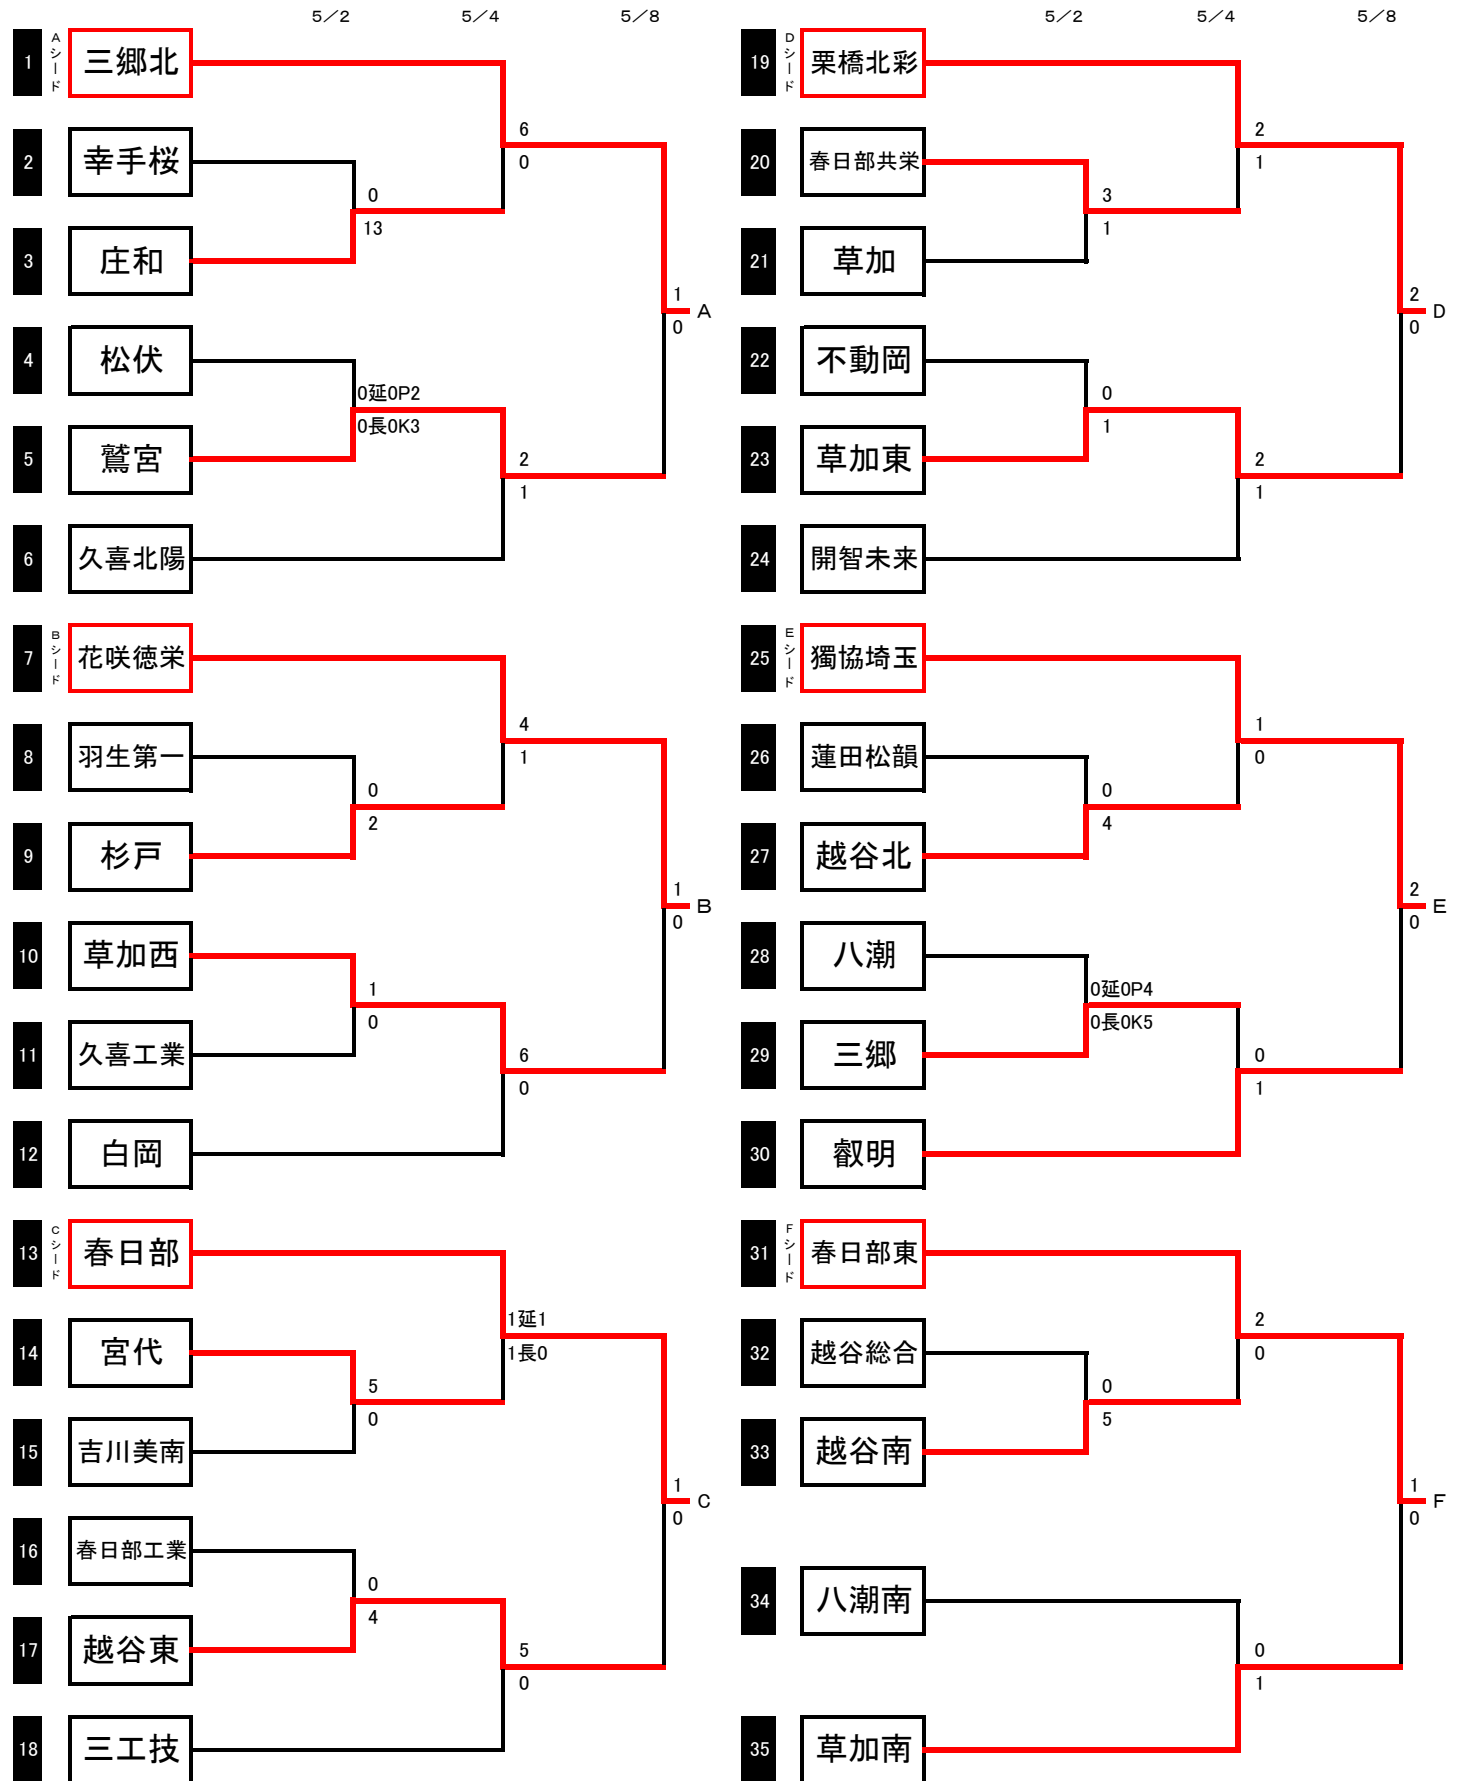 5/2 5/4 5/8
1 Aシード 三郷北
6
2 幸手桜 0
0
13
3 庄和
1
A
0
4 松伏
0延0P2
0長0K3
5 鷲宮 2
1
6 久喜北陽
7 Bシード 花咲徳栄
4
8 羽生第一 1
0
2
9 杉戸
1
B
0
10 草加西
1
0
11 久喜工業 6
0
12 白岡
13 Cシード 春日部
1延1
14 宮代 1長0
5
0
15 吉川美南
1
C
0
16 春日部工業
0
4
17 越谷東 5
0
18 三工技
5/2 5/4 5/8
19 Dシード 栗橋北彩
2
20 春日部共栄 1
3
1
21 草加
2
D
0
22 不動岡
0
1
23 草加東 2
1
24 開智未来
25 Eシード 獨協埼玉
1
26 蓮田松韻 0
0
4
27 越谷北
2
E
0
28 八潮
0延0P4
0長0K5
29 三郷 0
1
30 叡明
31 Fシード 春日部東
2
32 越谷総合 0
0
5
33 越谷南
1
F
0
34 八潮南
0
1
35 草加南